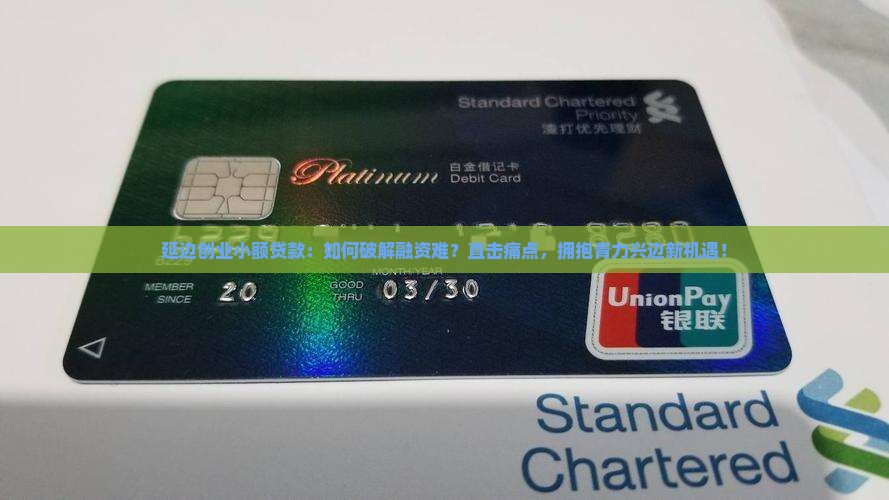 Standard Chartered
Priority
渣打优先理财
Platinum 白金借记卡
Debit Card
延边创业小额贷款：如何破解融资难？直击痛点，拥抱青力兴边新机遇！
6229
MONTH/YEAR
MEMBER SINCE 20 GOOD THRU 03/30
UnionPay
银联
Standard
Chartered